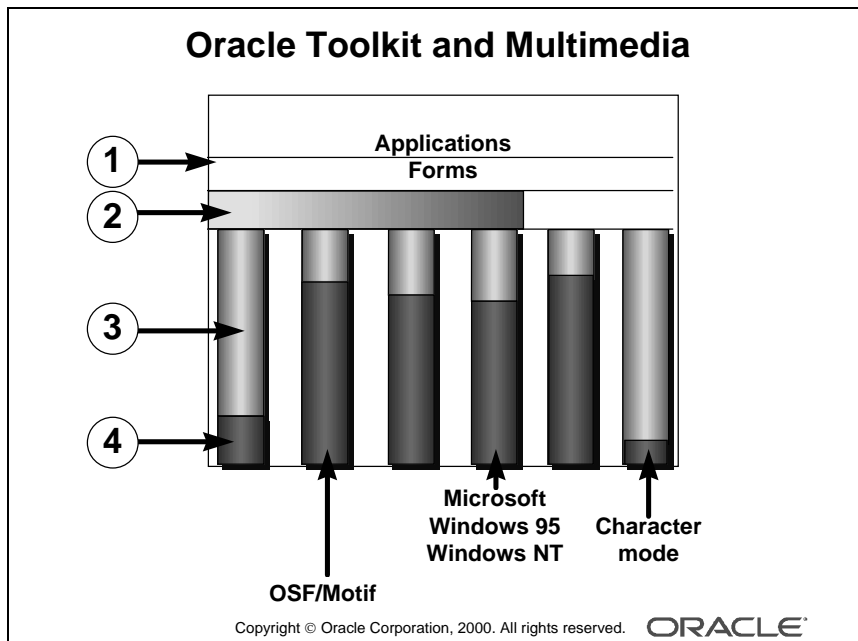 Oracle Toolkit and Multimedia
Applications
1
Forms
2
3
4
Microsoft
Windows 95
Windows NT
Character
mode
OSF/Motif
Copyright © Oracle Corporation, 2000. All rights reserved.
ORACLE®